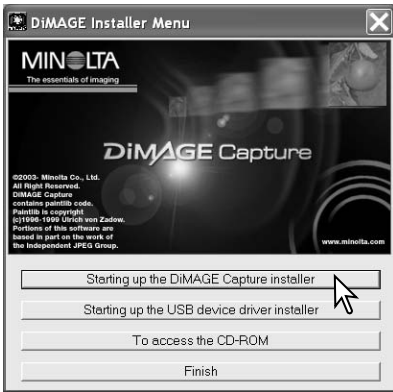 DiMAGE Installer Menu
MINOLTA
The essentials of imaging
DiMAGE Capture
©2003- Minolta Co., Ltd.
All Right Reserved.
DiMAGE Capture
contains paintlib code.
Paintlib is copyright
(c)1996-1999 Ulrich von Zadow.
Portions of this software are
based in part on the work of
the Independent JPEG Group.
www.minolta.com
Starting up the DiMAGE Capture installer
Starting up the USB device driver installer
To access the CD-ROM
Finish